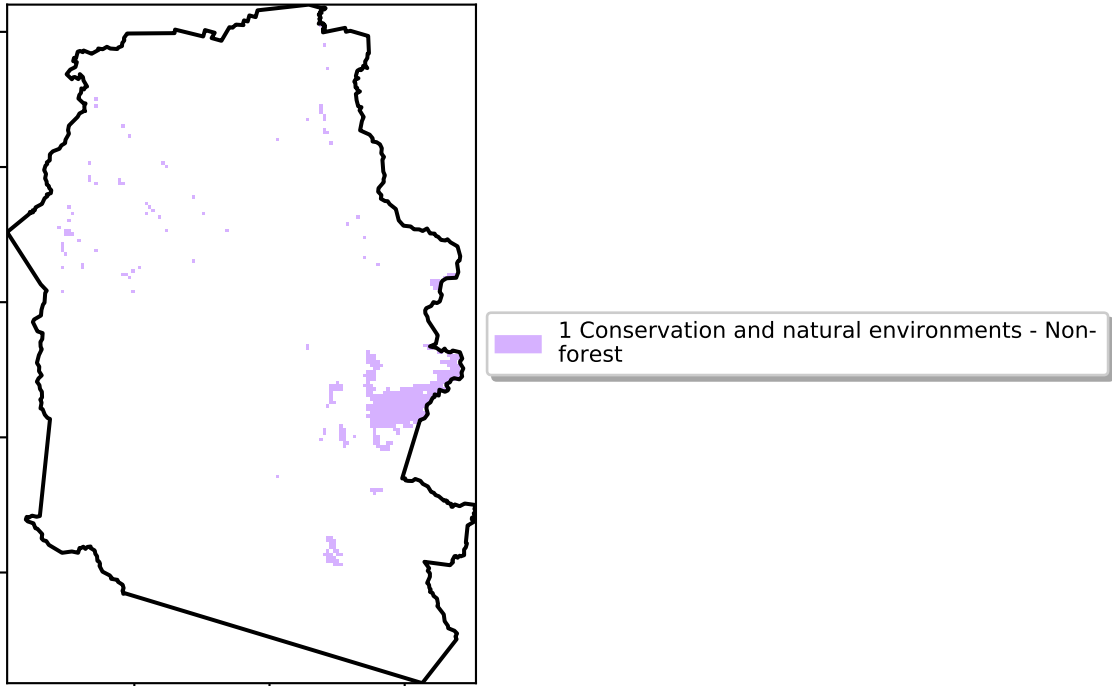 1 Conservation and natural environments - Non-
forest